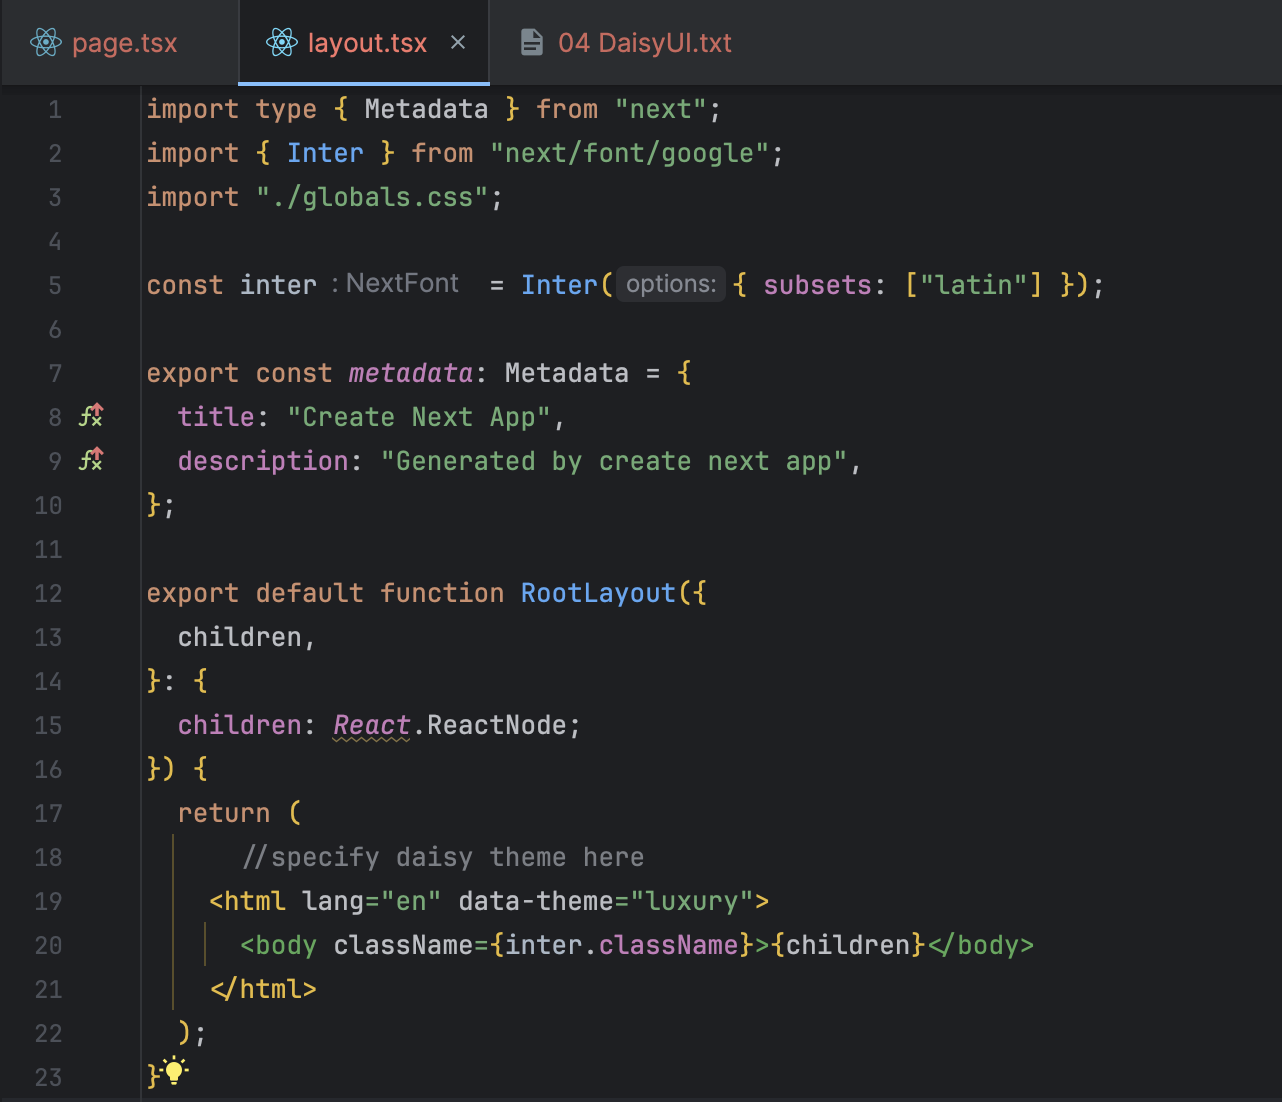 page.tsx layout.tsx × 04 DaisyUI.txt
1 import type { Metadata } from "next";
2 import { Inter } from "next/font/google";
3 import "./globals.css";
4
5 const inter : NextFont = Inter( options: { subsets: ["latin"] });
6
7 export const metadata: Metadata = {
8 title: "Create Next App",
9 description: "Generated by create next app",
10 };
11
12 export default function RootLayout({
13 children,
14 }: {
15 children: React.ReactNode;
16 }) {
17 return (
18 //specify daisy theme here
19 <html lang="en" data-theme="luxury">
20 <body className={inter.className}>{children}</body>
21 </html>
22 );
23 }